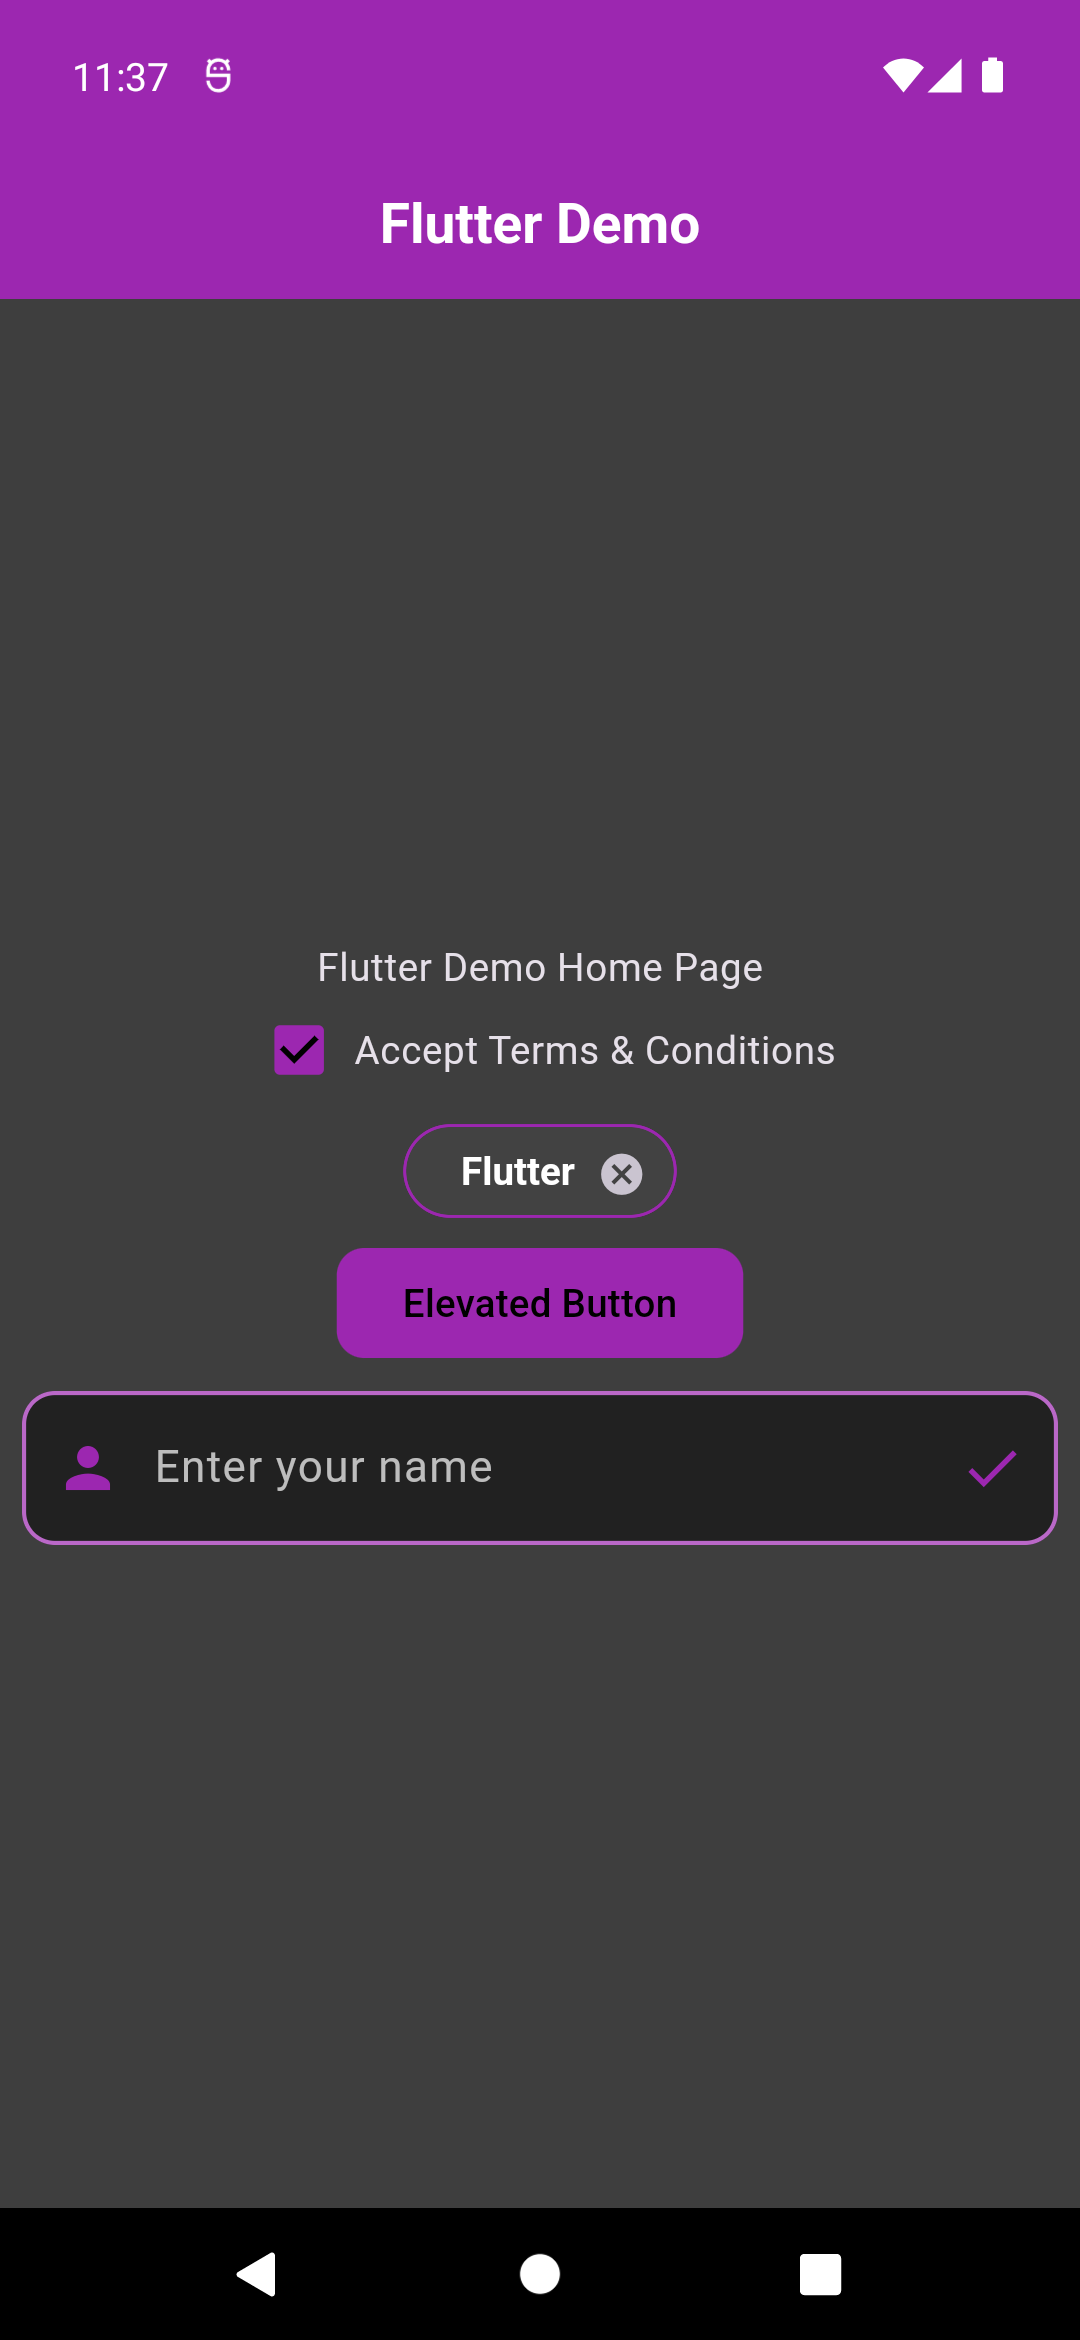 11:37
Flutter Demo
Flutter Demo Home Page
Accept Terms & Conditions
Flutter
Elevated Button
Enter your name